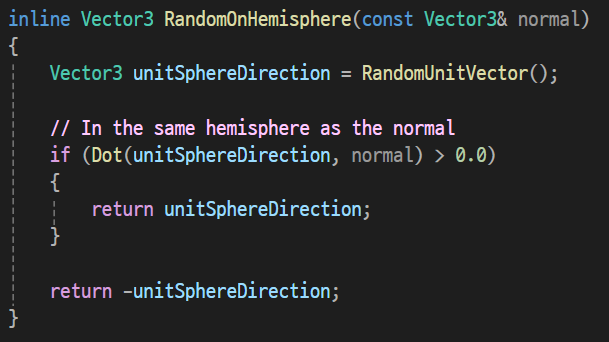 inline Vector3 RandomOnHemisphere(const Vector3& normal)
{
    Vector3 unitSphereDirection = RandomUnitVector();

    // In the same hemisphere as the normal
    if (Dot(unitSphereDirection, normal) > 0.0)
    {
        return unitSphereDirection;
    }

    return -unitSphereDirection;
}